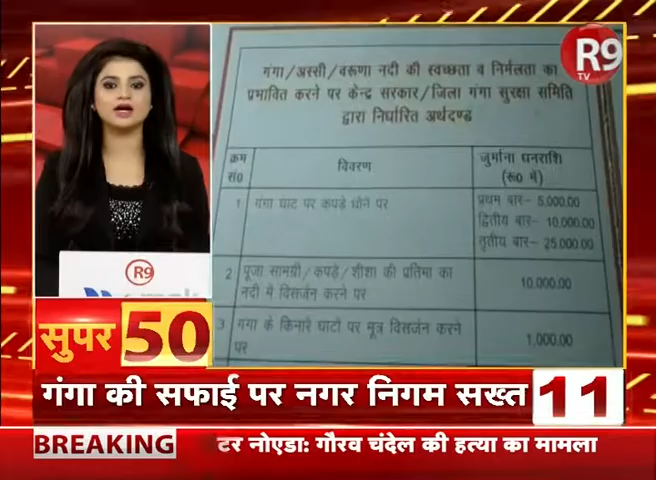 R9
TV
गंगा/अस्सी/वरूणा नदी की स्वच्छता व निर्मलता का
प्रभावित करने पर केन्द्र सरकार/जिला गंगा सुरक्षा समिति
द्वारा निर्धारित अर्थदण्ड
क्रम सं0 विवरण जुर्माना धनराशि (रू0 में)
1 गंगा घाट पर कपड़े धोने पर प्रथम बार- 5,000.00
द्वितीय बार- 10,000.00
तृतीय बार- 25,000.00
2 पूजा सामग्री/कपड़े/शीशा की प्रतिमा का 10,000.00
नदी में विसर्जन करने पर
3 गंगा के किनारे घाटों पर मूत्र विसर्जन करने 1,000.00
पर
R9
सुपर 50
गंगा की सफाई पर नगर निगम सख्त 11
BREAKING टर नोएडा: गौरव चंदेल की हत्या का मामला